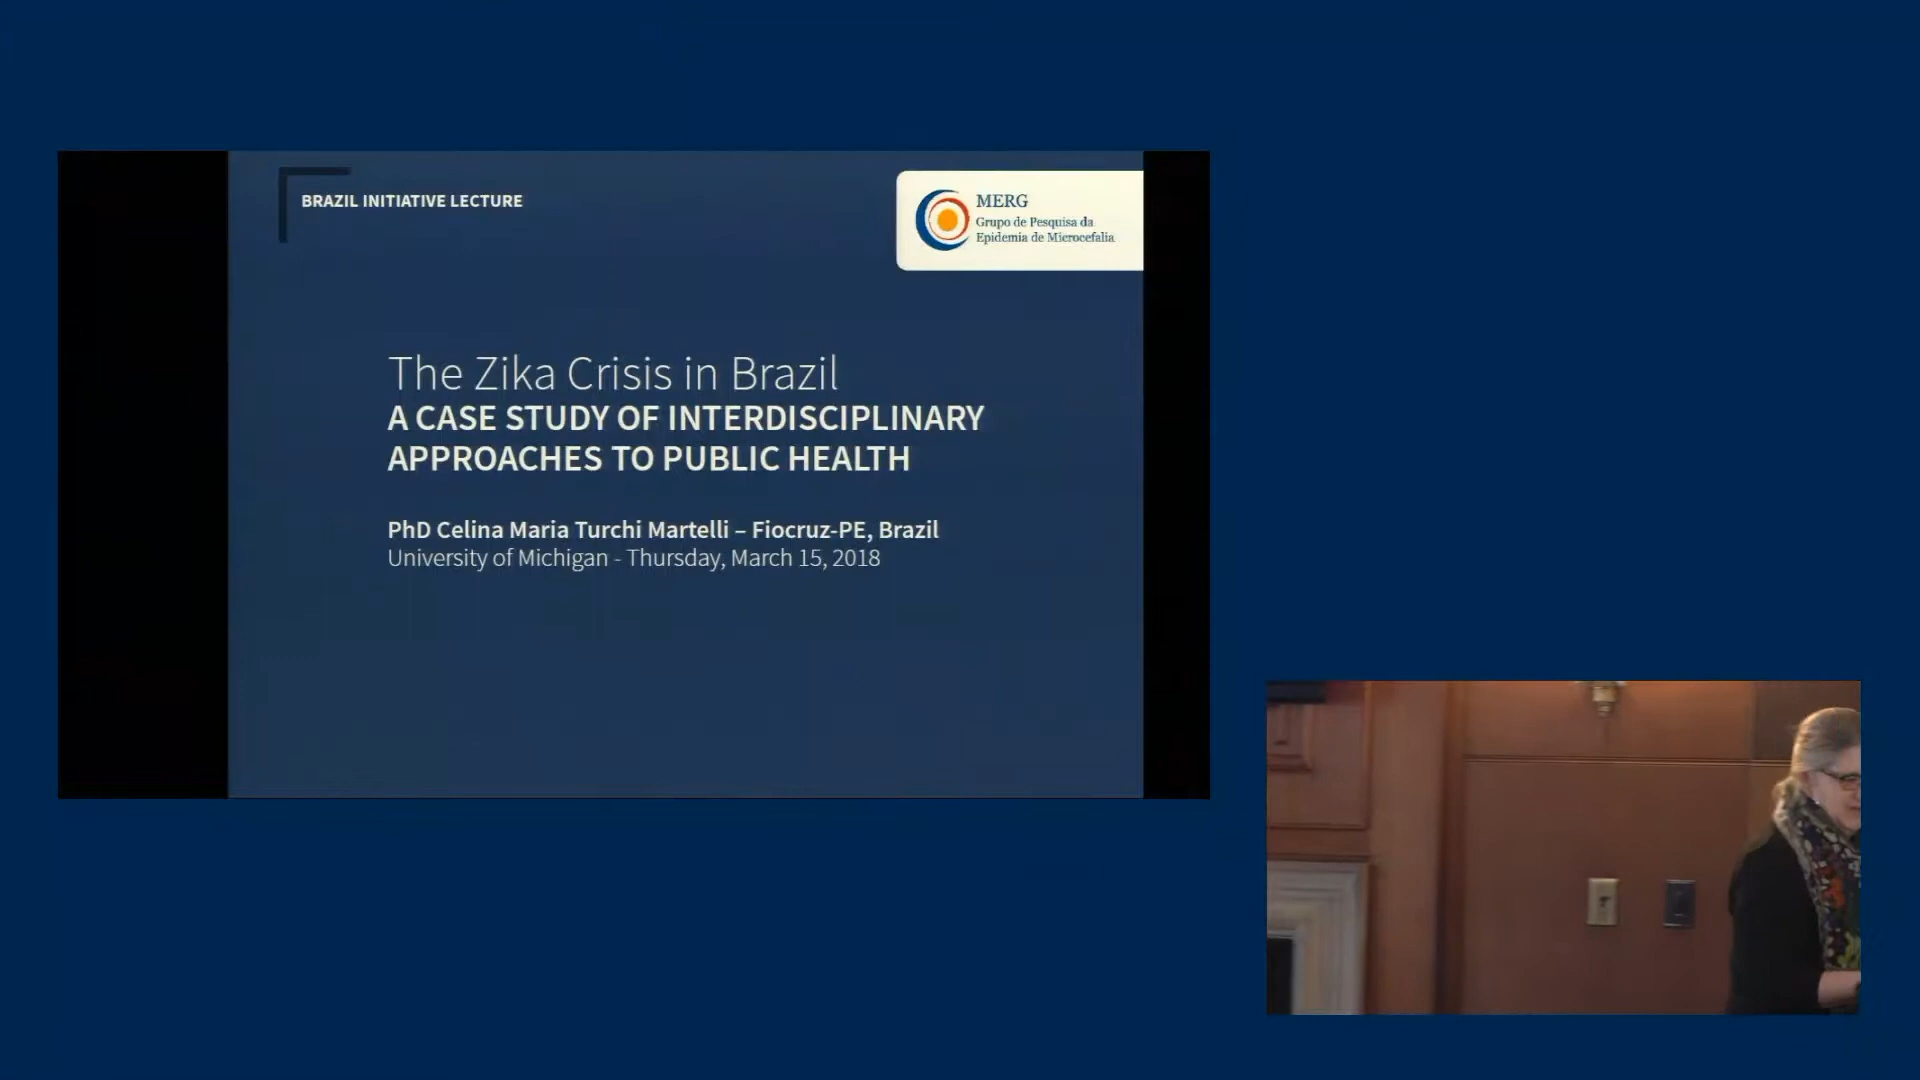 BRAZIL INITIATIVE LECTURE
MERG
Grupo de Pesquisa da
Epidemia de Microcefalia
The Zika Crisis in Brazil
A CASE STUDY OF INTERDISCIPLINARY
APPROACHES TO PUBLIC HEALTH
PhD Celina Maria Turchi Martelli – Fiocruz-PE, Brazil
University of Michigan - Thursday, March 15, 2018